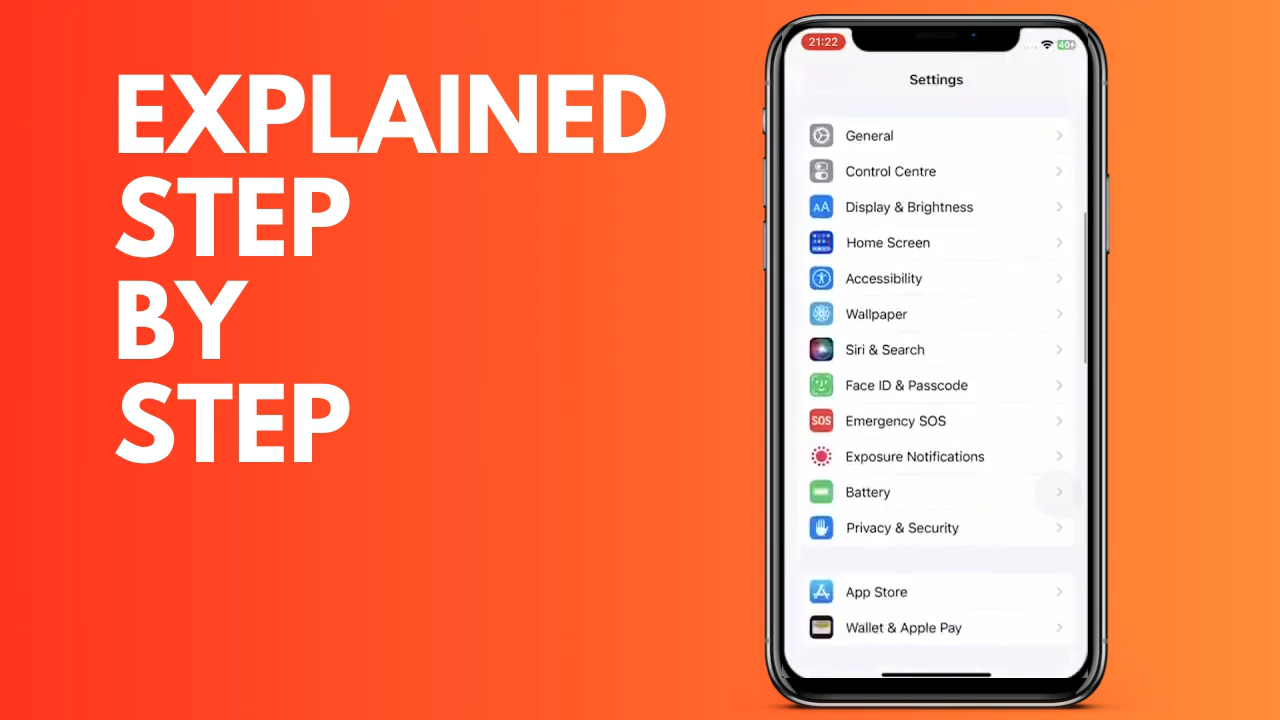 EXPLAINED
STEP
BY
STEP
21:22
40
Settings
General
Control Centre
AA Display & Brightness
Home Screen
Accessibility
Wallpaper
Siri & Search
Face ID & Passcode
SOS Emergency SOS
Exposure Notifications
Battery
Privacy & Security
App Store
Wallet & Apple Pay